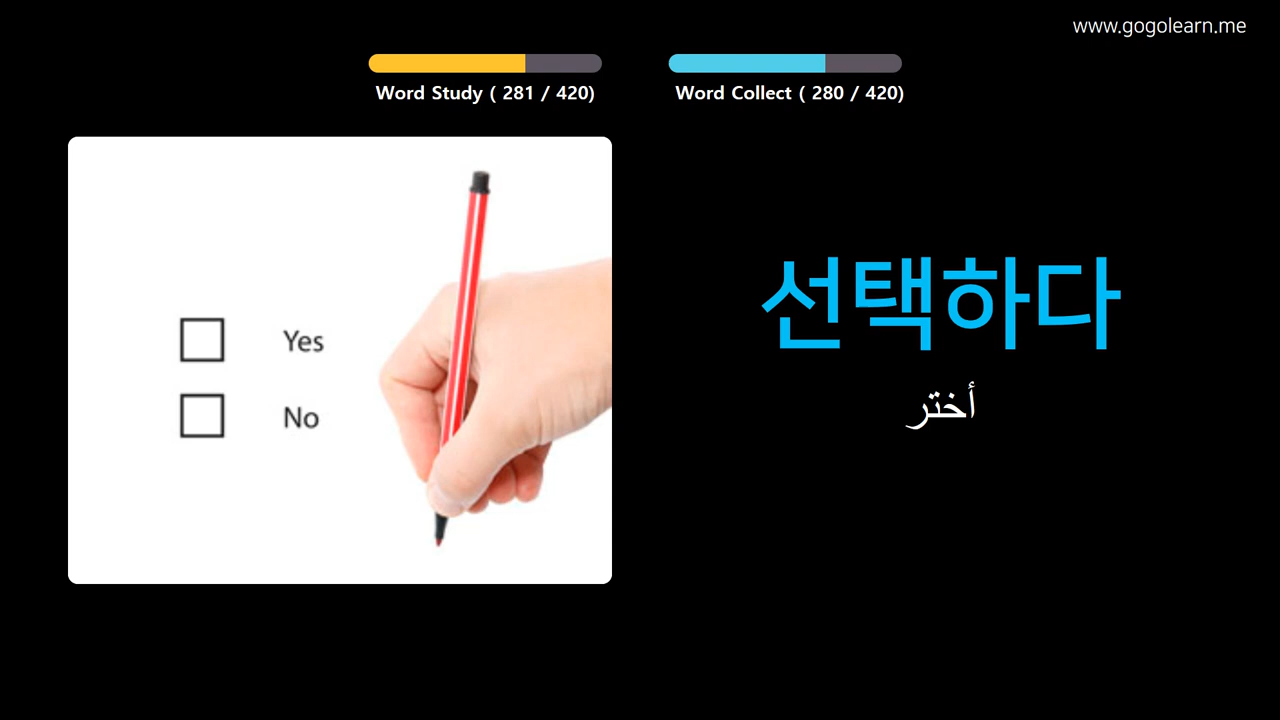 www.gogolearn.me
Word Study ( 281 / 420)
Word Collect ( 280 / 420)
Yes
No
선택하다
أختر